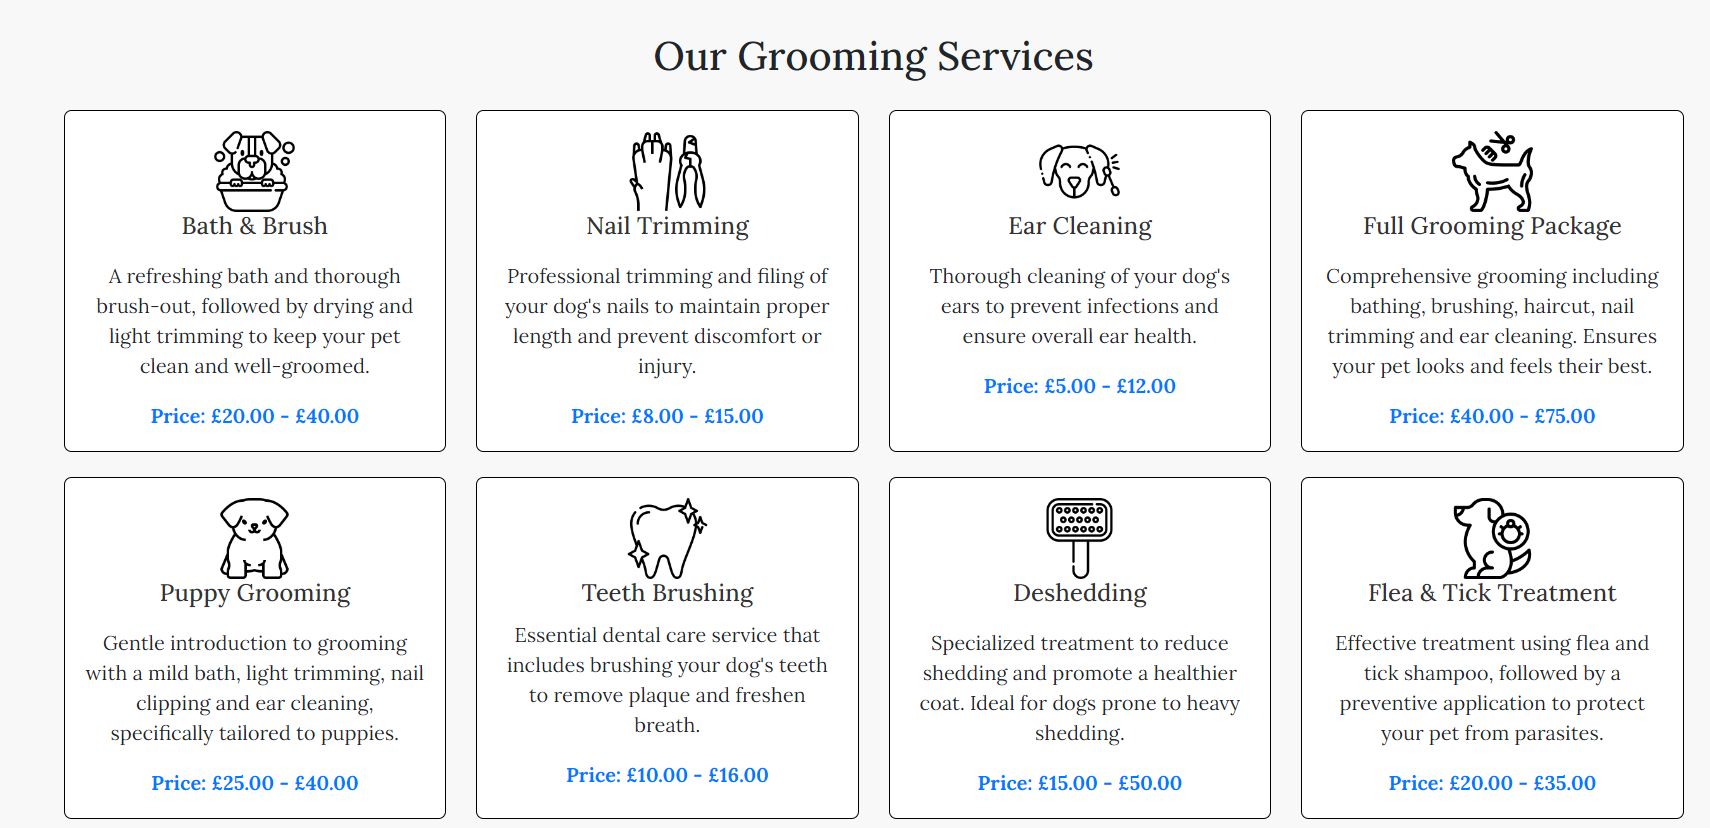 Our Grooming Services
Bath & Brush
A refreshing bath and thorough
brush-out, followed by drying and
light trimming to keep your pet
clean and well-groomed.
Price: £20.00 - £40.00
Nail Trimming
Professional trimming and filing of
your dog's nails to maintain proper
length and prevent discomfort or
injury.
Price: £8.00 - £15.00
Ear Cleaning
Thorough cleaning of your dog's
ears to prevent infections and
ensure overall ear health.
Price: £5.00 - £12.00
Full Grooming Package
Comprehensive grooming including
bathing, brushing, haircut, nail
trimming and ear cleaning. Ensures
your pet looks and feels their best.
Price: £40.00 - £75.00
Puppy Grooming
Gentle introduction to grooming
with a mild bath, light trimming, nail
clipping and ear cleaning,
specifically tailored to puppies.
Price: £25.00 - £40.00
Teeth Brushing
Essential dental care service that
includes brushing your dog's teeth
to remove plaque and freshen
breath.
Price: £10.00 - £16.00
Deshedding
Specialized treatment to reduce
shedding and promote a healthier
coat. Ideal for dogs prone to heavy
shedding.
Price: £15.00 - £50.00
Flea & Tick Treatment
Effective treatment using flea and
tick shampoo, followed by a
preventive application to protect
your pet from parasites.
Price: £20.00 - £35.00